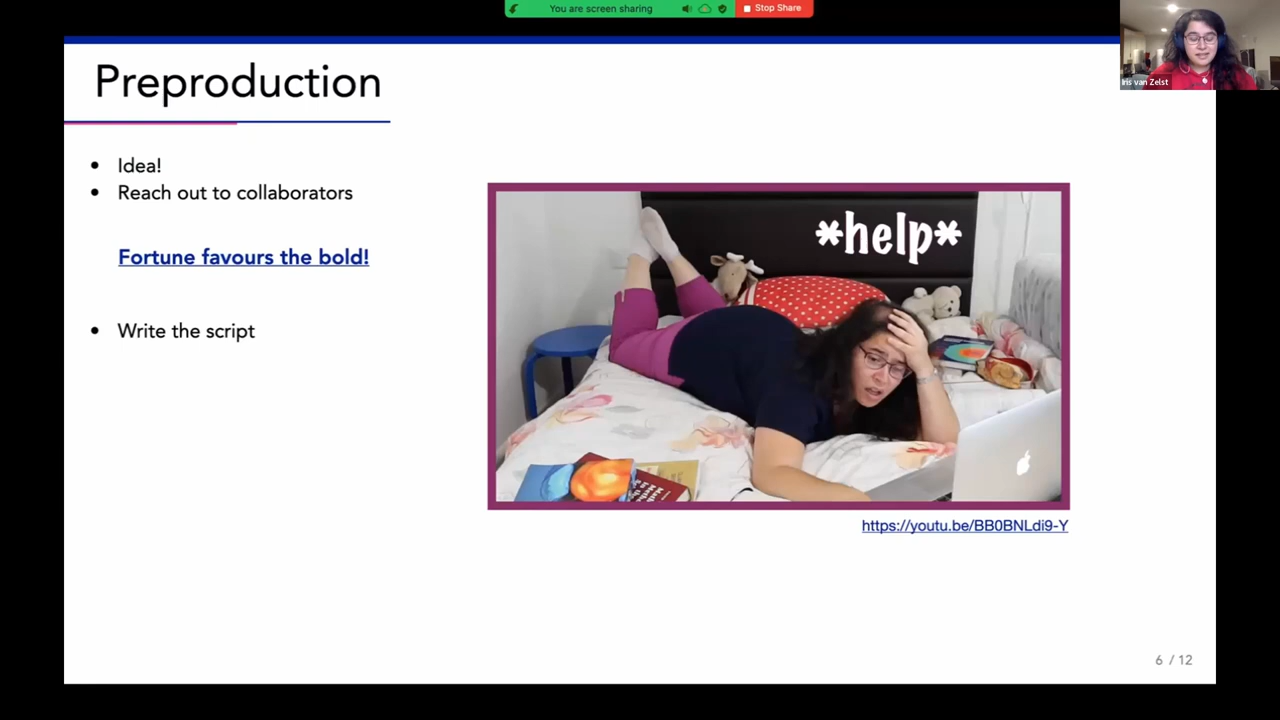 You are screen sharing
Stop Share
Iris van Zelst
Preproduction
• Idea!
• Reach out to collaborators
Fortune favours the bold!
• Write the script
*help*
https://youtu.be/BB0BNLdi9-Y
6 / 12